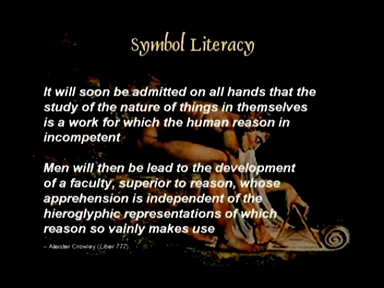 Symbol Literacy
It will soon be admitted on all hands that the
study of the nature of things in themselves
is a work for which the human reason in
incompetent
Men will then be lead to the development
of a faculty, superior to reason, whose
apprehension is independent of the
hieroglyphic representations of which
reason so vainly makes use
– Aleister Crowley (Liber 777)